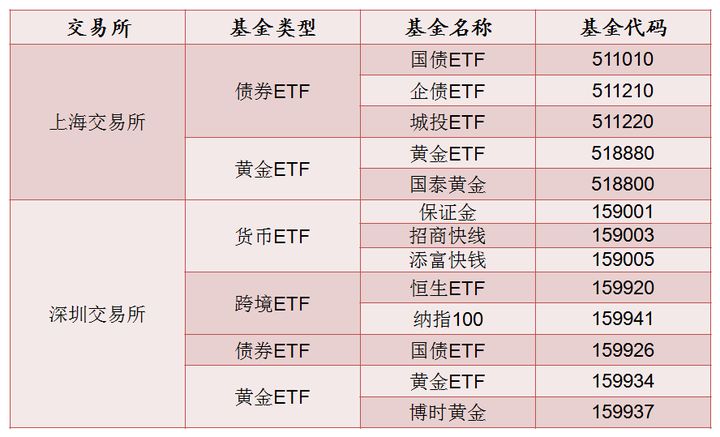 交易所 基金类型 基金名称 基金代码
上海交易所 债券ETF 国债ETF 511010
企债ETF 511210
城投ETF 511220
黄金ETF 黄金ETF 518880
国泰黄金 518800
深圳交易所 货币ETF 保证金 159001
招商快线 159003
添富快钱 159005
跨境ETF 恒生ETF 159920
纳指100 159941
债券ETF 国债ETF 159926
黄金ETF 黄金ETF 159934
博时黄金 159937